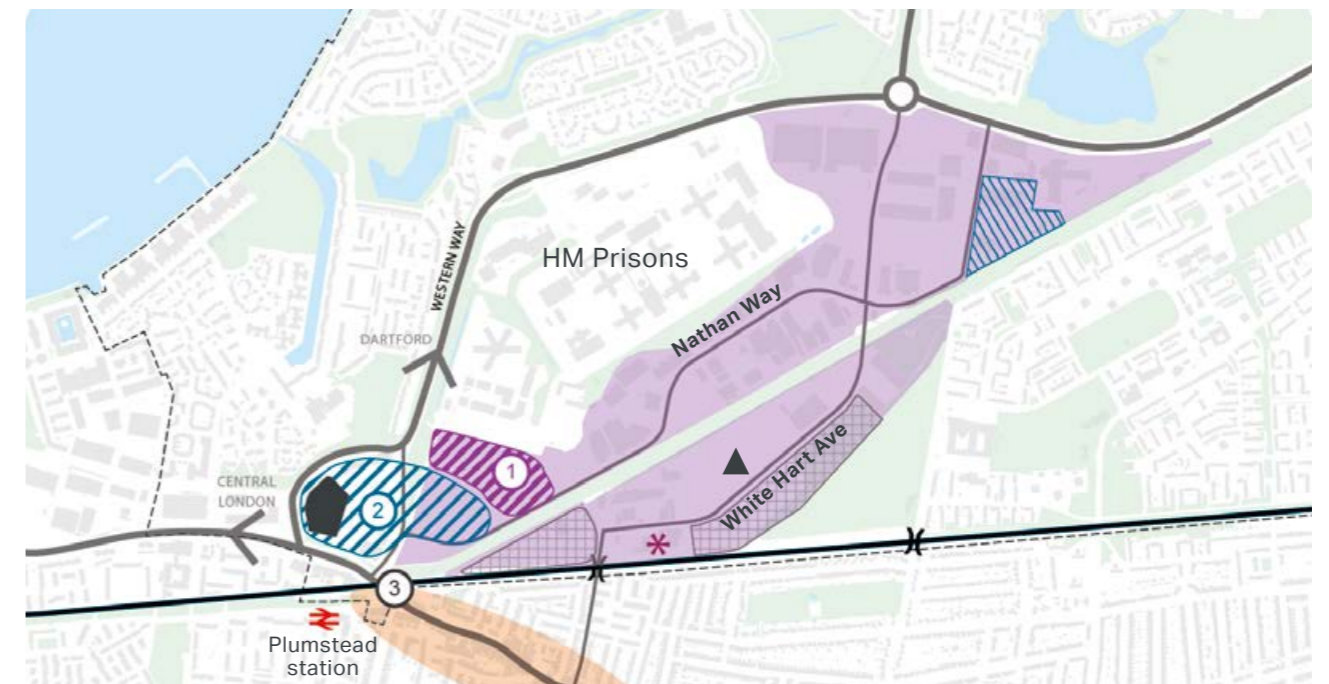 HM Prisons
WESTERN WAY
Nathan Way
DARTFORD
White Hart Ave
1
CENTRAL
LONDON
2
3
Plumstead
station